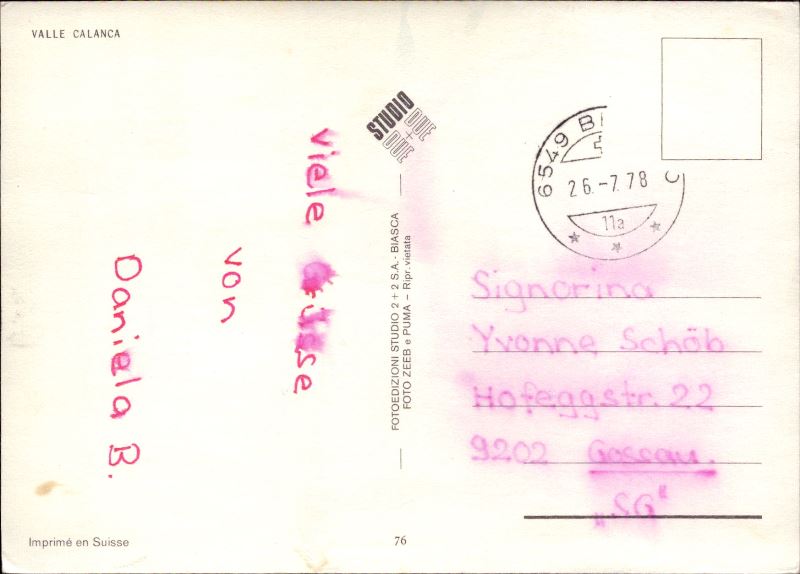 VALLE CALANCA
Viele Grüsse
von
Daniela B.
Imprimé en Suisse
STUDIO
DUE
+
DUE
FOTOEDIZIONI STUDIO 2 + 2 S.A. - BIASCA
FOTO ZEEB e PUMA – Ripr. vietata
76
6549 B
26.-7.78
11a
Signorina
Yvonne Schöb
Hofeggstr. 22
9202 Gossau.
„SG“